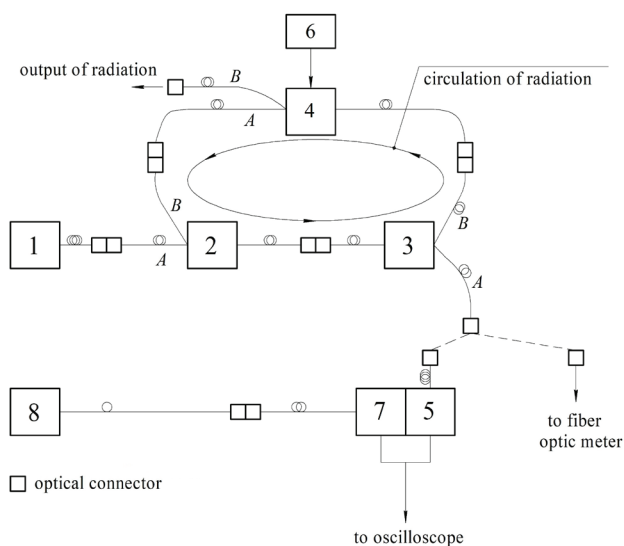 6
output of radiation
B
circulation of radiation
4
A
B
B
1
2
3
A
A
8
7
5
to fiber
optic meter
optical connector
to oscilloscope